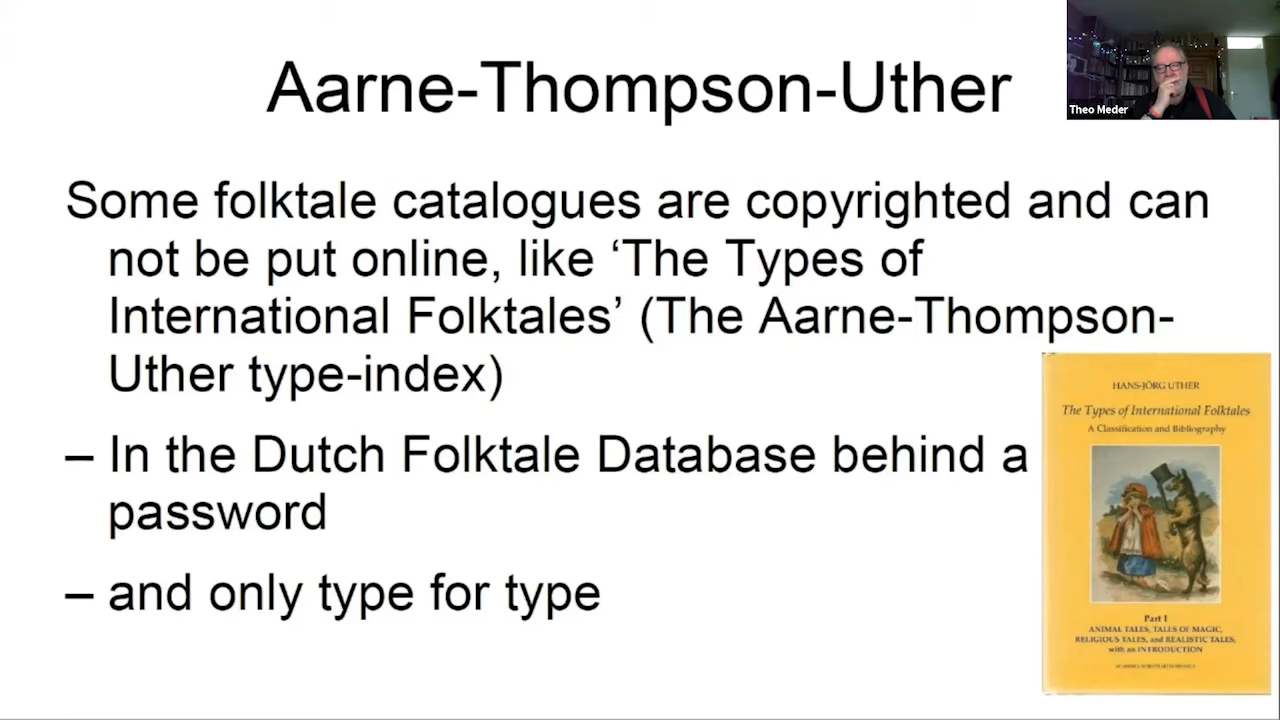 Aarne-Thompson-Uther
Theo Meder
Some folktale catalogues are copyrighted and can
not be put online, like ‘The Types of
International Folktales’ (The Aarne-Thompson-
Uther type-index)
– In the Dutch Folktale Database behind a
password
– and only type for type
HANS-JÖRG UTHER
The Types of International Folktales
A Classification and Bibliography
Part I
ANIMAL TALES, TALES OF MAGIC,
RELIGIOUS TALES, and REALISTIC TALES,
with an INTRODUCTION